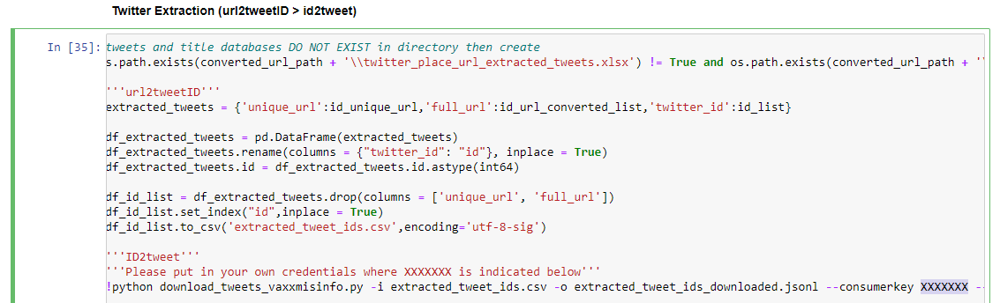 Twitter Extraction (url2tweetID > id2tweet)
In [35]: tweets and title databases DO NOT EXIST in directory then create
s.path.exists(converted_url_path + '\\twitter_place_url_extracted_tweets.xlsx') != True and os.path.exists(converted_url_path + '
'''url2tweetID'''
extracted_tweets = {'unique_url':id_unique_url,'full_url':id_url_converted_list,'twitter_id':id_list}
df_extracted_tweets = pd.DataFrame(extracted_tweets)
df_extracted_tweets.rename(columns = {"twitter_id": "id"}, inplace = True)
df_extracted_tweets.id = df_extracted_tweets.id.astype(int64)
df_id_list = df_extracted_tweets.drop(columns = ['unique_url', 'full_url'])
df_id_list.set_index("id",inplace = True)
df_id_list.to_csv('extracted_tweet_ids.csv',encoding='utf-8-sig')
'''ID2tweet'''
'''Please put in your own credentials where XXXXXXX is indicated below'''
!python download_tweets_vaxxmisinfo.py -i extracted_tweet_ids.csv -o extracted_tweet_ids_downloaded.jsonl --consumerkey XXXXXXX --